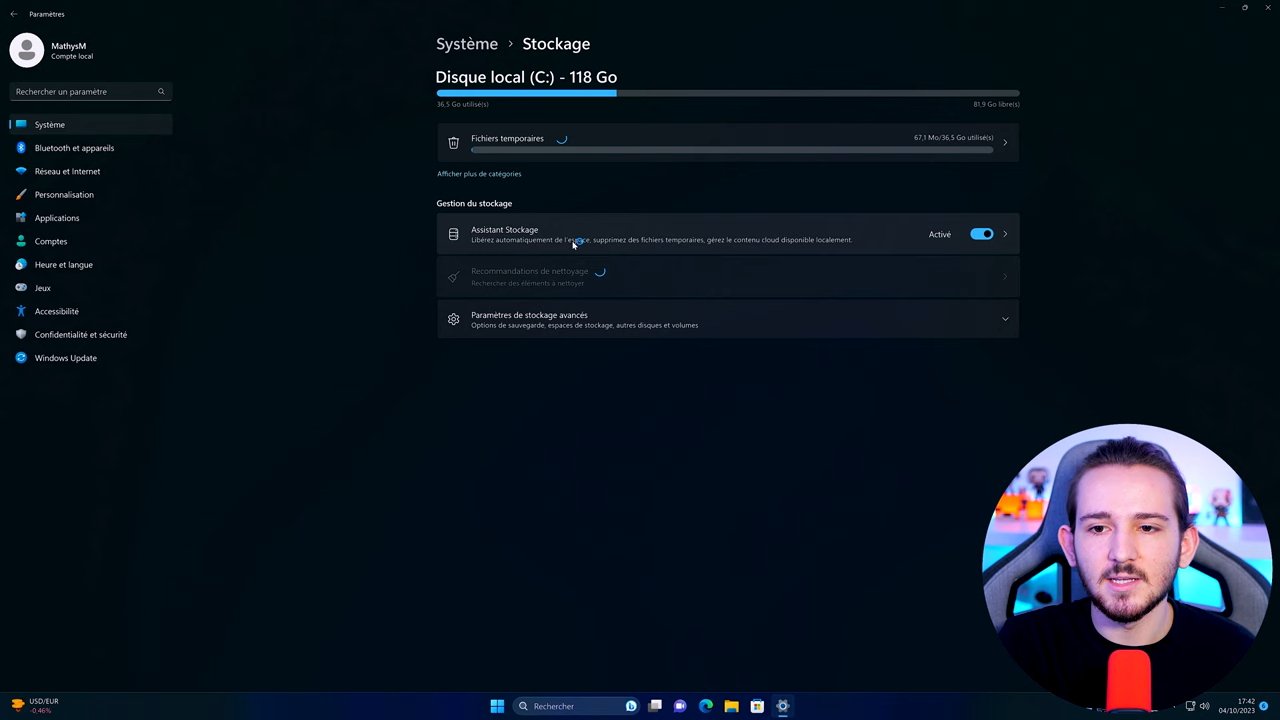 Paramètres
MathysM
Compte local
Rechercher un paramètre
Système
Bluetooth et appareils
Réseau et Internet
Personnalisation
Applications
Comptes
Heure et langue
Jeux
Accessibilité
Confidentialité et sécurité
Windows Update
Système > Stockage
Disque local (C:) - 118 Go
36,5 Go utilisé(s) 81,9 Go libre(s)
Fichiers temporaires 67,1 Mo/36,5 Go utilisé(s)
Afficher plus de catégories
Gestion du stockage
Assistant Stockage
Libérez automatiquement de l'espace, supprimez des fichiers temporaires, gérez le contenu cloud disponible localement.
Activé
Recommandations de nettoyage
Rechercher des éléments à nettoyer
Paramètres de stockage avancés
Options de sauvegarde, espaces de stockage, autres disques et volumes
USD/EUR
-0,46%
Rechercher
17:42
04/10/2023